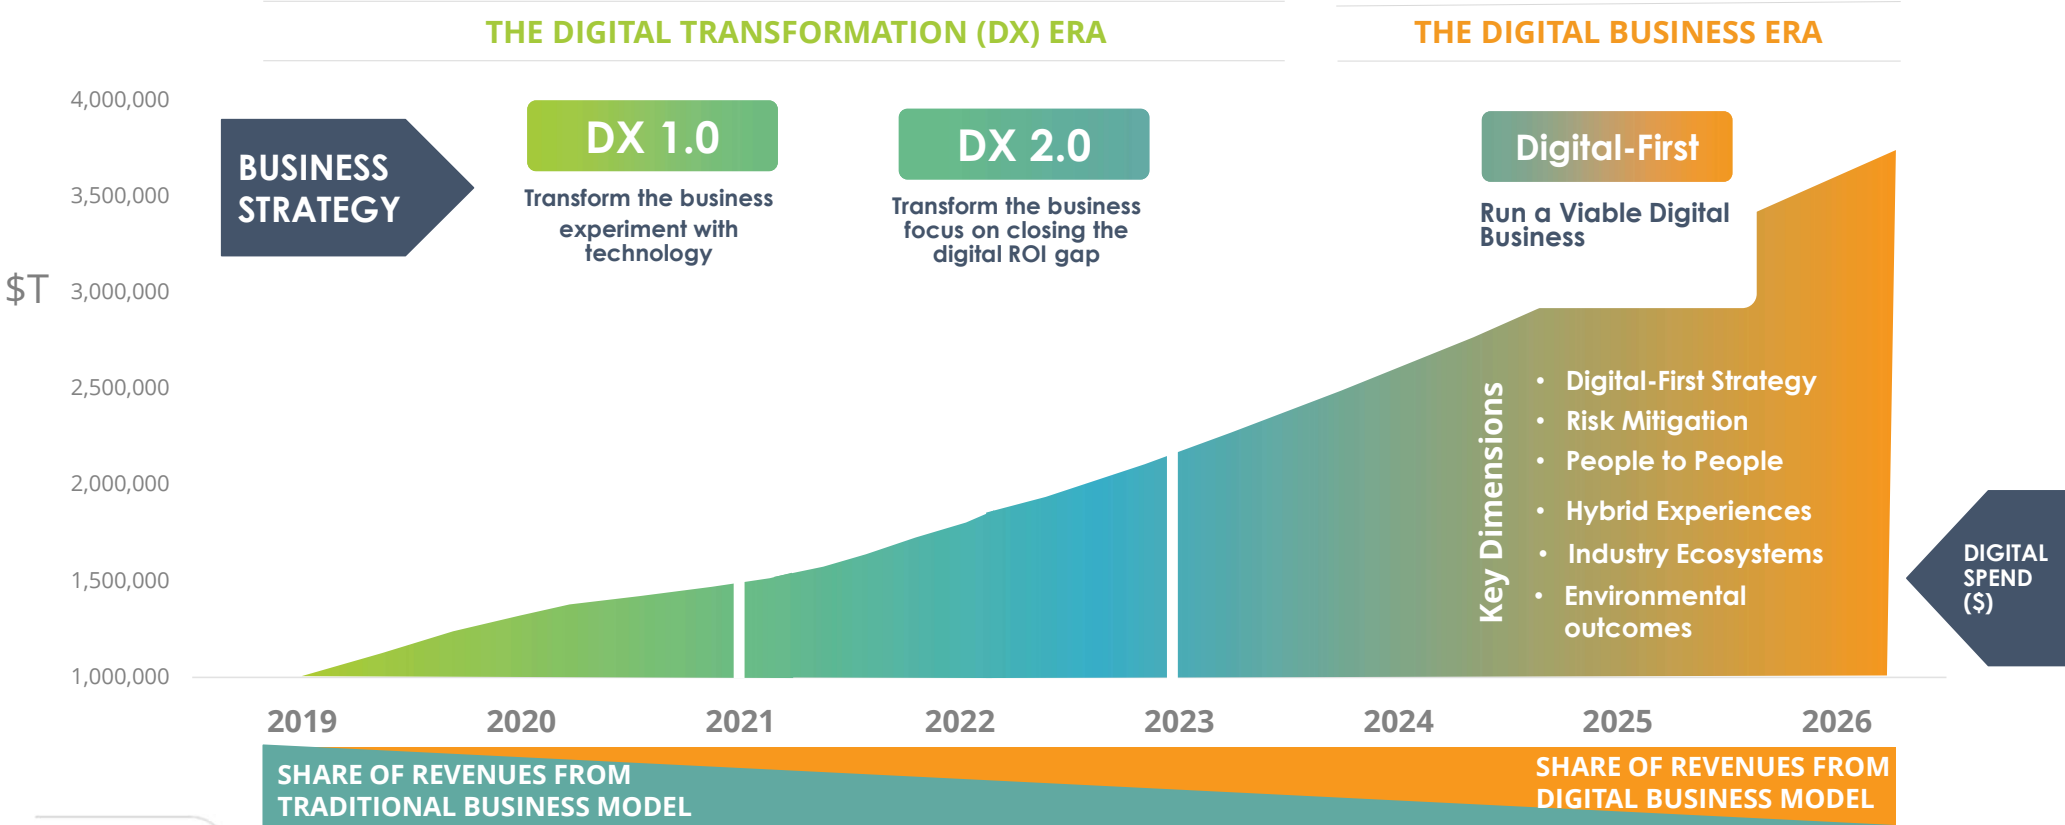 THE DIGITAL TRANSFORMATION (DX) ERA
THE DIGITAL BUSINESS ERA
4,000,000
3,500,000
$T
3,000,000
2,500,000
2,000,000
1,500,000
1,000,000
BUSINESS
STRATEGY
DX 1.0
Transform the business
experiment with
technology
DX 2.0
Transform the business
focus on closing the
digital ROI gap
Digital-First
Run a Viable Digital
Business
Key Dimensions
• Digital-First Strategy
• Risk Mitigation
• People to People
• Hybrid Experiences
• Industry Ecosystems
• Environmental
outcomes
DIGITAL
SPEND
($)
2019
2020
2021
2022
2023
2024
2025
2026
SHARE OF REVENUES FROM
TRADITIONAL BUSINESS MODEL
SHARE OF REVENUES FROM
DIGITAL BUSINESS MODEL